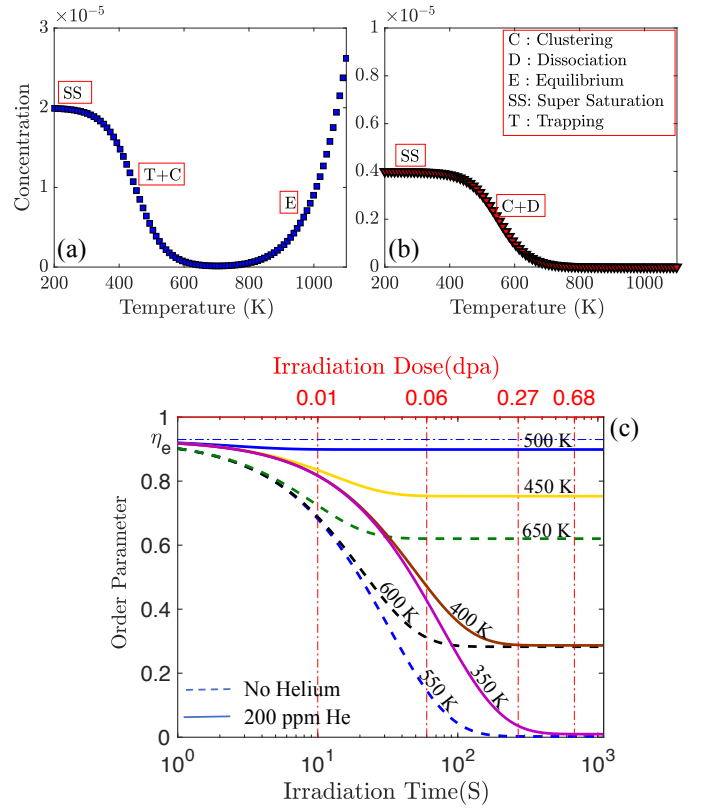 ×10⁻⁵
3
2
1
0
Concentration
SS
T+C
E
(a)
200 400 600 800 1000
Temperature (K)
×10⁻⁵
1
0.8
0.6
0.4
0.2
0
C : Clustering
D : Dissociation
E : Equilibrium
SS: Super Saturation
T : Trapping
SS
C+D
(b)
200 400 600 800 1000
Temperature (K)
Irradiation Dose(dpa)
0.01 0.06 0.27 0.68
(c)
1
ηe
0.8
0.6
0.4
0.2
0
Order Parameter
500 K
450 K
650 K
600 K
400 K
550 K
350 K
No Helium
200 ppm He
10⁰ 10¹ 10² 10³
Irradiation Time(S)